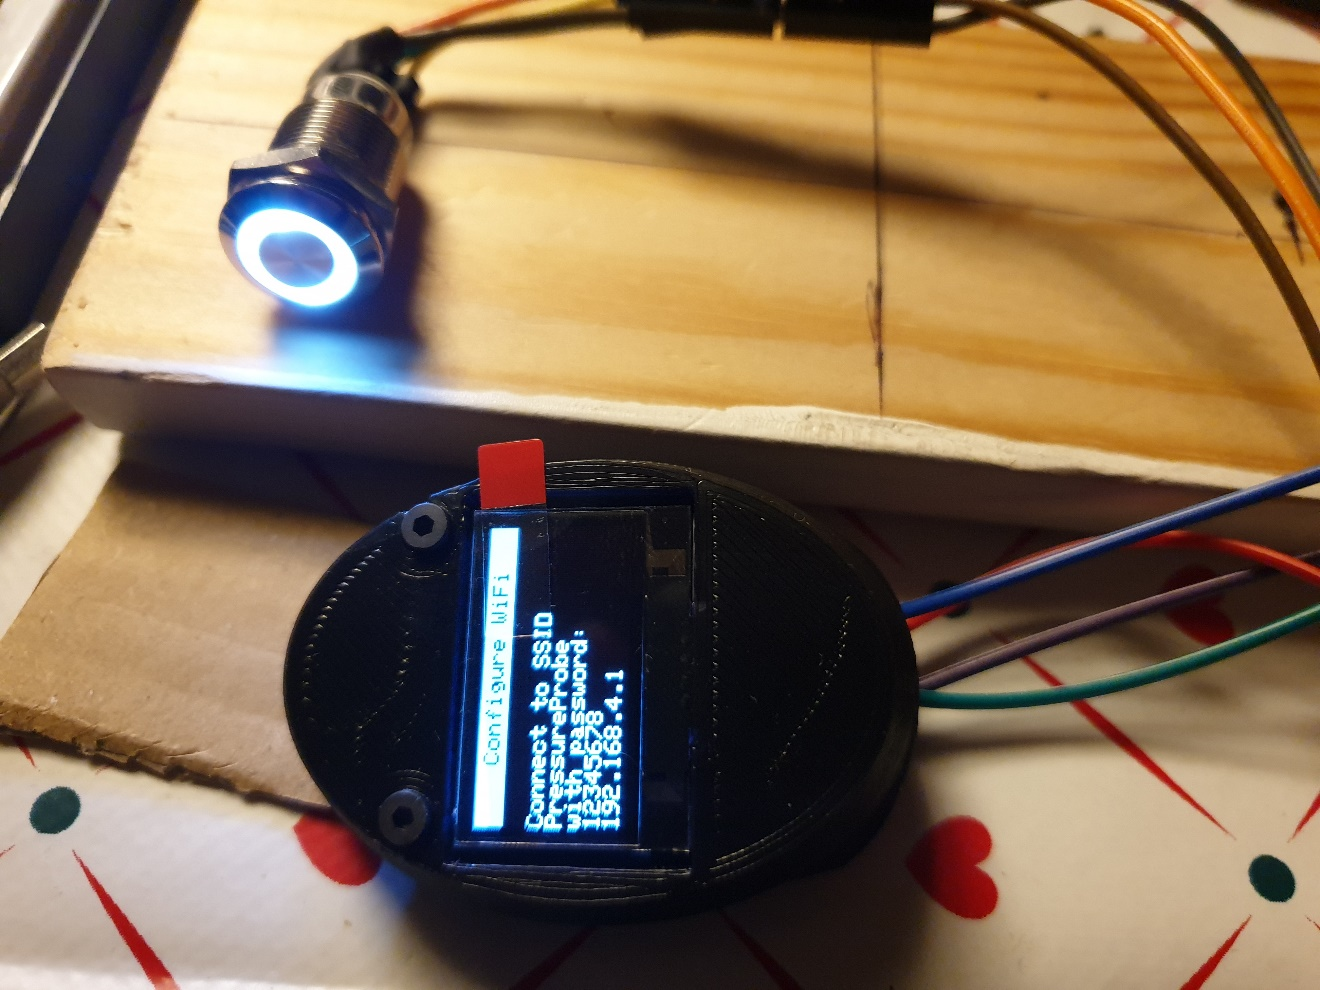 Configure WiFi
Connect to SSID
PressureProbe
with password:
12345678
192.168.4.1